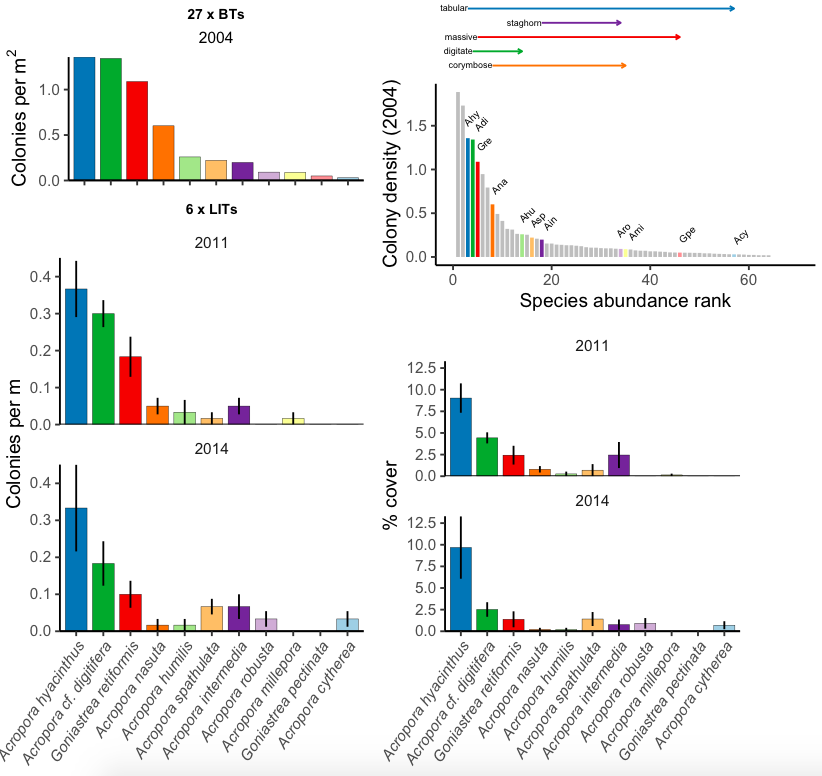 27 x BTs
2004
Colonies per m2
1.0
0.5
0.0
6 x LITs
2011
0.4
0.3
0.2
0.1
0.0
Colonies per m
2014
0.4
0.3
0.2
0.1
0.0
Acropora hyacinthus
Acropora cf. digitifera
Goniastrea retiformis
Acropora nasuta
Acropora humilis
Acropora spathulata
Acropora intermedia
Acropora robusta
Acropora millepora
Goniastrea pectinata
Acropora cytherea
tabular
staghorn
massive
digitate
corymbose
Colony density (2004)
1.5
1.0
0.5
0.0
Ahy
Adi
Gre
Ana
Ahu
Asp
Ain
Aro
Ami
Gpe
Acy
0
20
40
60
Species abundance rank
2011
12.5
10.0
7.5
5.0
2.5
0.0
% cover
2014
12.5
10.0
7.5
5.0
2.5
0.0
Acropora hyacinthus
Acropora cf. digitifera
Goniastrea retiformis
Acropora nasuta
Acropora humilis
Acropora spathulata
Acropora intermedia
Acropora robusta
Acropora millepora
Goniastrea pectinata
Acropora cytherea